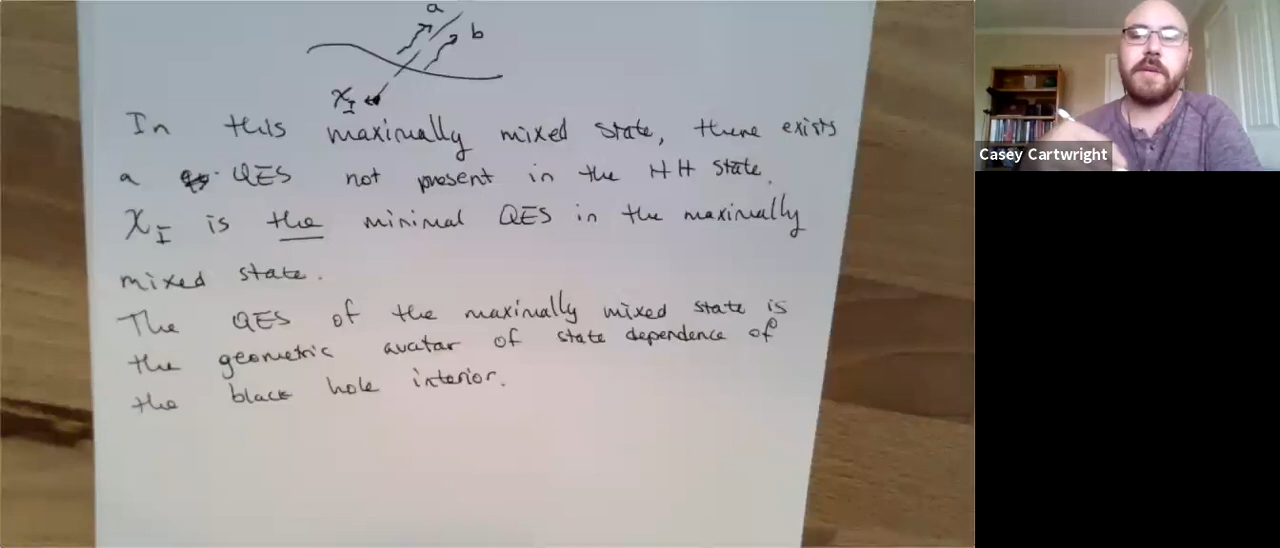 a
b
χ_I
In this maximally mixed state, there exists
a QES not present in the HH state.
χ_I is the minimal QES in the maximally
mixed state.
The QES of the maximally mixed state is
the geometric avatar of state dependence of
the black hole interior.
Casey Cartwright